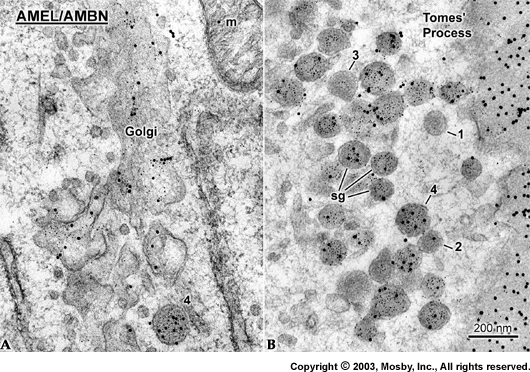 AMEL/AMBN
m
Golgi
4
A
Tomes'
Process
3
1
sg
4
2
B
200 nm
Copyright © 2003, Mosby, Inc., All rights reserved